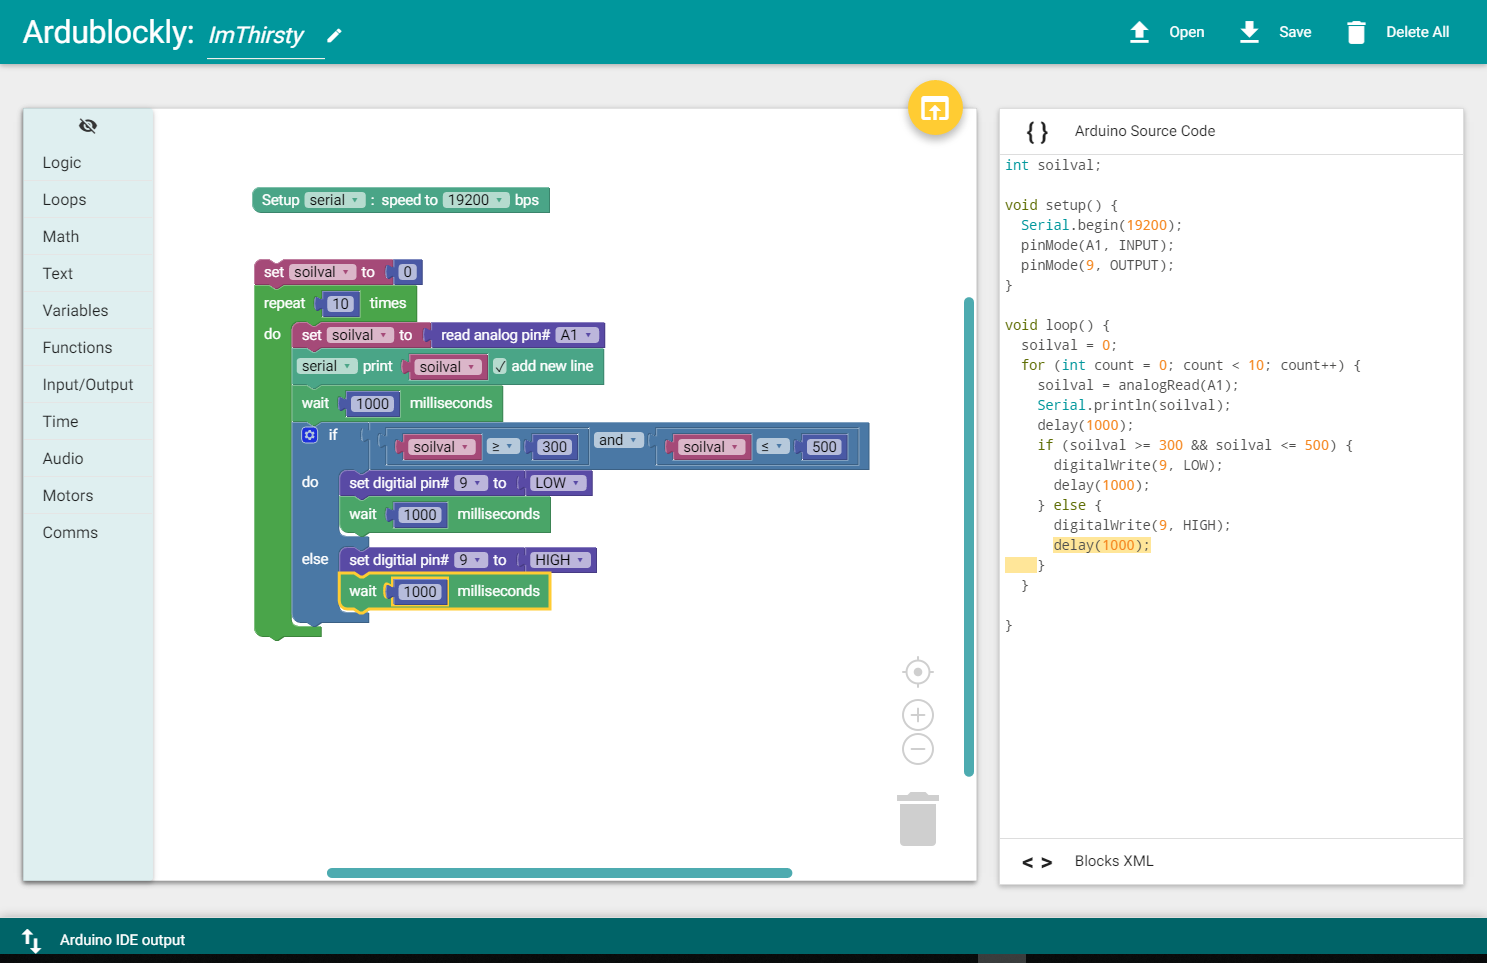 Ardublockly: ImThirsty
Open Save Delete All
Logic
Loops
Math
Text
Variables
Functions
Input/Output
Time
Audio
Motors
Comms
Setup serial : speed to 19200 bps
set soilval to 0
repeat 10 times
do set soilval to read analog pin# A1
serial print soilval add new line
wait 1000 milliseconds
if soilval ≥ 300 and soilval ≤ 500
do set digitial pin# 9 to LOW
wait 1000 milliseconds
else set digitial pin# 9 to HIGH
wait 1000 milliseconds
{ } Arduino Source Code
int soilval;
void setup() {
Serial.begin(19200);
pinMode(A1, INPUT);
pinMode(9, OUTPUT);
}
void loop() {
soilval = 0;
for (int count = 0; count < 10; count++) {
soilval = analogRead(A1);
Serial.println(soilval);
delay(1000);
if (soilval >= 300 && soilval <= 500) {
digitalWrite(9, LOW);
delay(1000);
} else {
digitalWrite(9, HIGH);
delay(1000);
}
}
}
< > Blocks XML
Arduino IDE output